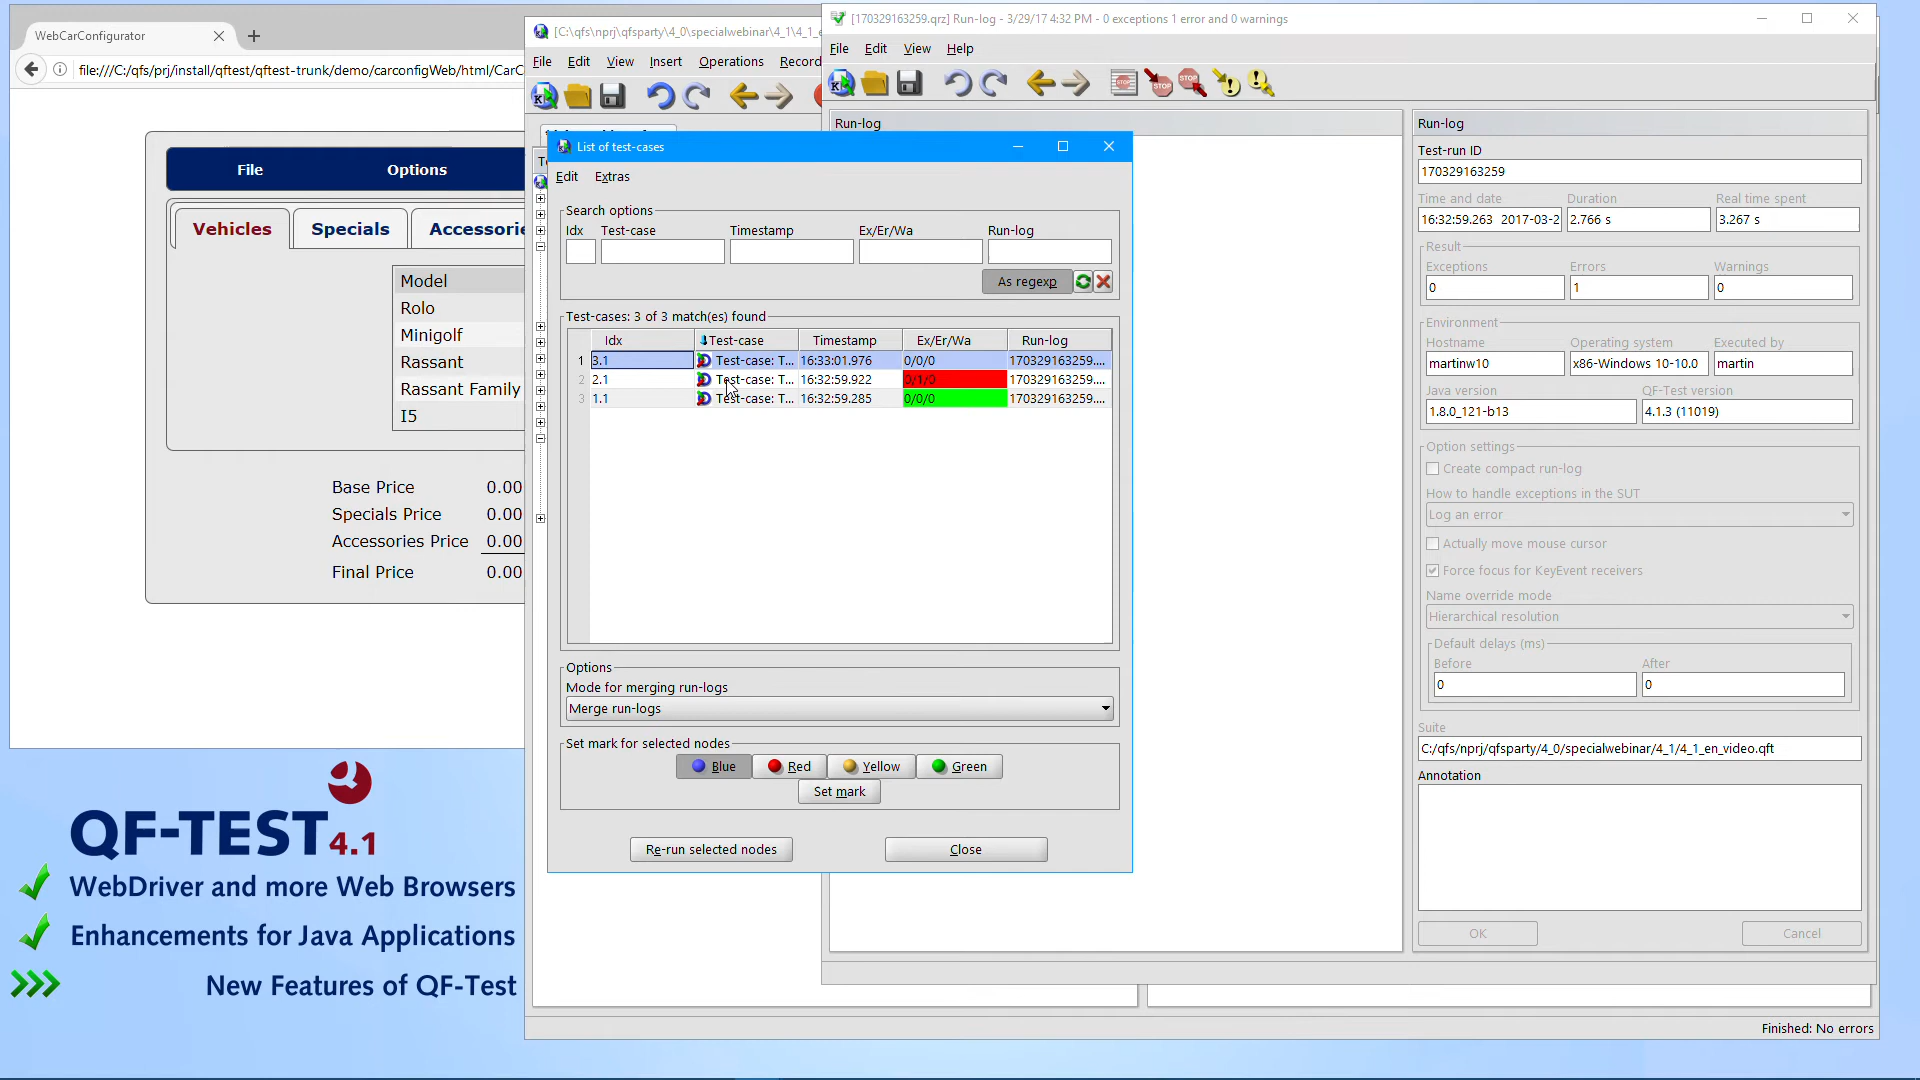 WebCarConfigurator
file:///C:/qfs/prj/install/qftest/qftest-trunk/demo/carconfigWeb/html/CarC
File Options
Vehicles Specials Accessorie
Model
Rolo
Minigolf
Rassant
Rassant Family
I5
Base Price 0.00
Specials Price 0.00
Accessories Price 0.00
Final Price 0.00
QF-TEST 4.1
WebDriver and more Web Browsers
Enhancements for Java Applications
New Features of QF-Test
[C:\qfs\nprj\qfsparty\4_0\specialwebinar\4_1\4_1_e
File Edit View Insert Operations Record
List of test-cases
Edit Extras
Search options
Idx Test-case Timestamp Ex/Er/Wa Run-log
As regexp
Test-cases: 3 of 3 match(es) found
Idx Test-case Timestamp Ex/Er/Wa Run-log
1 3.1 Test-case: T... 16:33:01.976 0/0/0 170329163259....
2 2.1 Test-case: T... 16:32:59.922 0/1/0 170329163259....
3 1.1 Test-case: T... 16:32:59.285 0/0/0 170329163259....
Options
Mode for merging run-logs
Merge run-logs
Set mark for selected nodes
Blue Red Yellow Green
Set mark
Re-run selected nodes Close
[170329163259.qrz] Run-log - 3/29/17 4:32 PM - 0 exceptions 1 error and 0 warnings
File Edit View Help
STOP STOP STOP
Run-log
Run-log
Test-run ID
170329163259
Time and date Duration Real time spent
16:32:59.263 2017-03-2 2.766 s 3.267 s
Result
Exceptions Errors Warnings
0 1 0
Environment
Hostname Operating system Executed by
martinw10 x86-Windows 10-10.0 martin
Java version QF-Test version
1.8.0_121-b13 4.1.3 (11019)
Option settings
Create compact run-log
How to handle exceptions in the SUT
Log an error
Actually move mouse cursor
Force focus for KeyEvent receivers
Name override mode
Hierarchical resolution
Default delays (ms)
Before After
0 0
Suite
C:/qfs/nprj/qfsparty/4_0/specialwebinar/4_1/4_1_en_video.qft
Annotation
OK Cancel
Finished: No errors